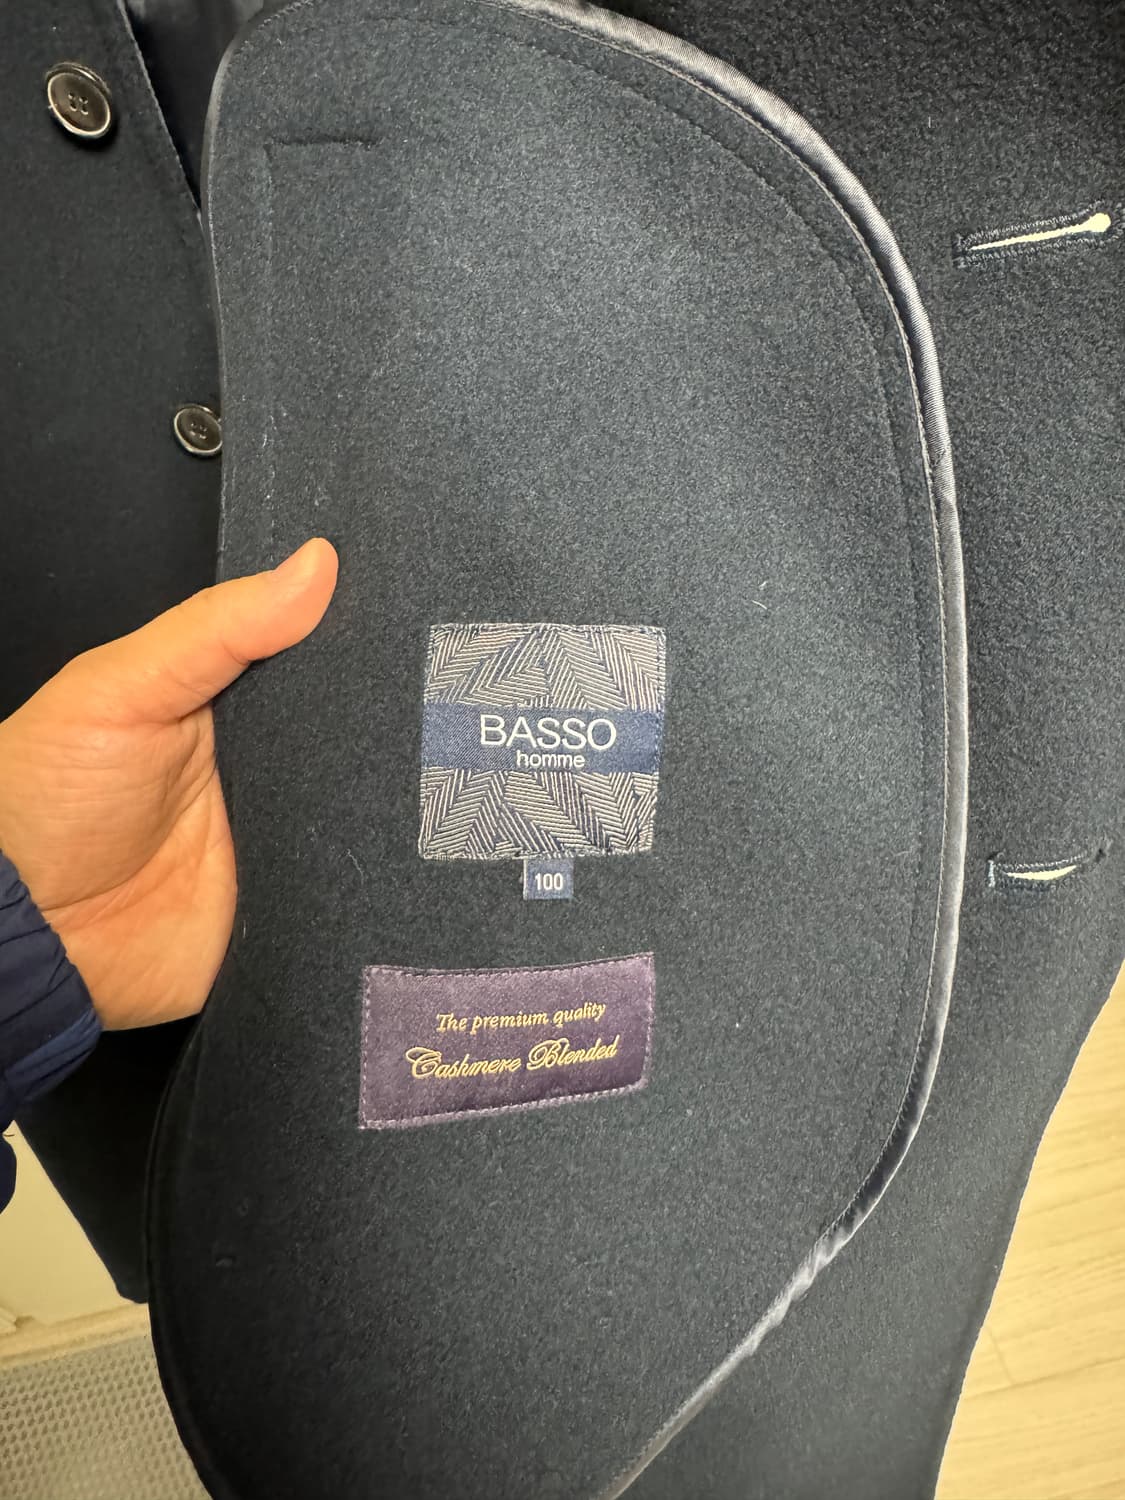 BASSO
homme
100
The premium quality
Cashmere Blended